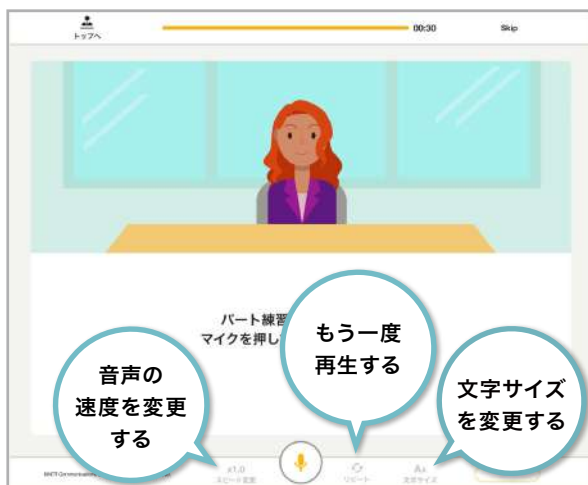 トップへ
00:30
Skip
パート練習
マイクを押し
音声の
速度を変更
する
もう一度
再生する
文字サイズ
を変更する
x1.0
スピード変更
リピート
Aa
文字サイズ